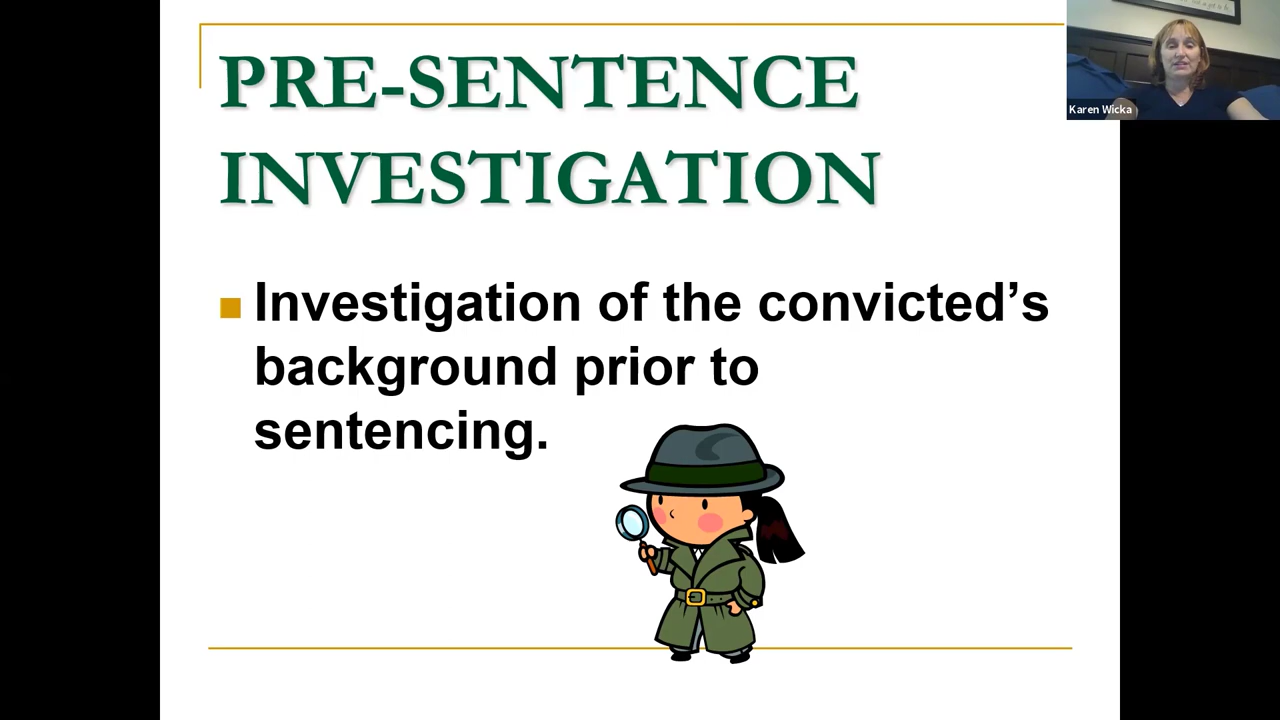 PRE-SENTENCE
INVESTIGATION
Investigation of the convicted’s
background prior to
sentencing.
Karen Wicka